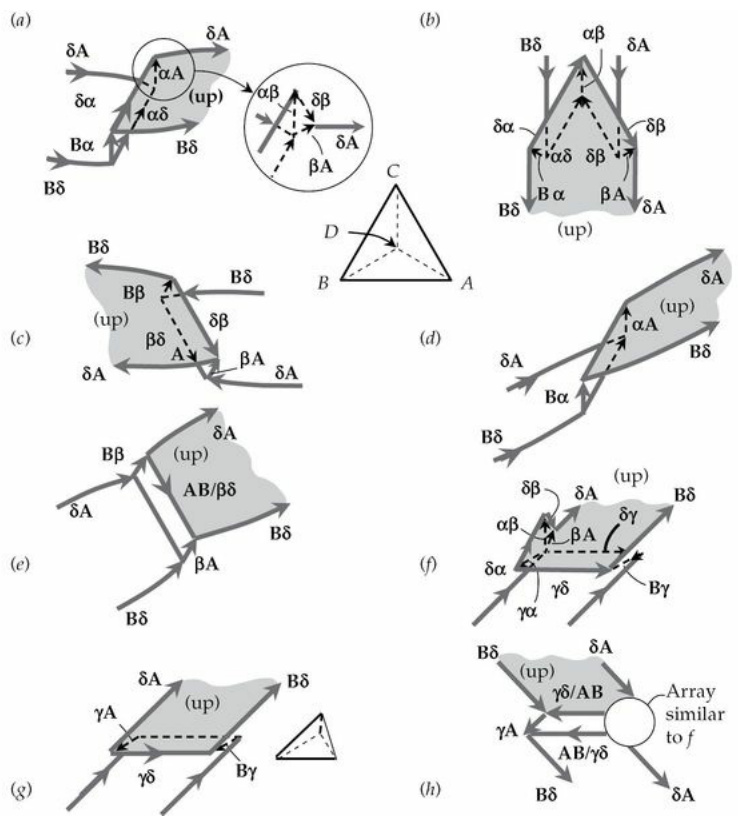 (a)
δA
αA
(up)
δα
αδ
Bα
Bδ
Bδ
αβ
δβ
βA
δA
(b)
Bδ
αβ
δA
δα
αδ
δβ
δβ
Bα
βA
Bδ
δA
(up)
C
D
B
A
(c)
Bδ
Bβ
Bδ
(up)
δβ
βδ
A
βA
δA
δA
(d)
δA
(up)
αA
δA
Bδ
Bα
Bδ
(e)
δA
Bβ
(up)
AB/βδ
δA
Bδ
βA
Bδ
(f)
(up)
δβ
δA
Bδ
αβ
βA
δγ
δα
γδ
Bγ
γα
(g)
δA
Bδ
(up)
γA
γδ
Bγ
(h)
Bδ
δA
(up)
γδ/AB
Array
similar
to f
γA
AB/γδ
Bδ
δA